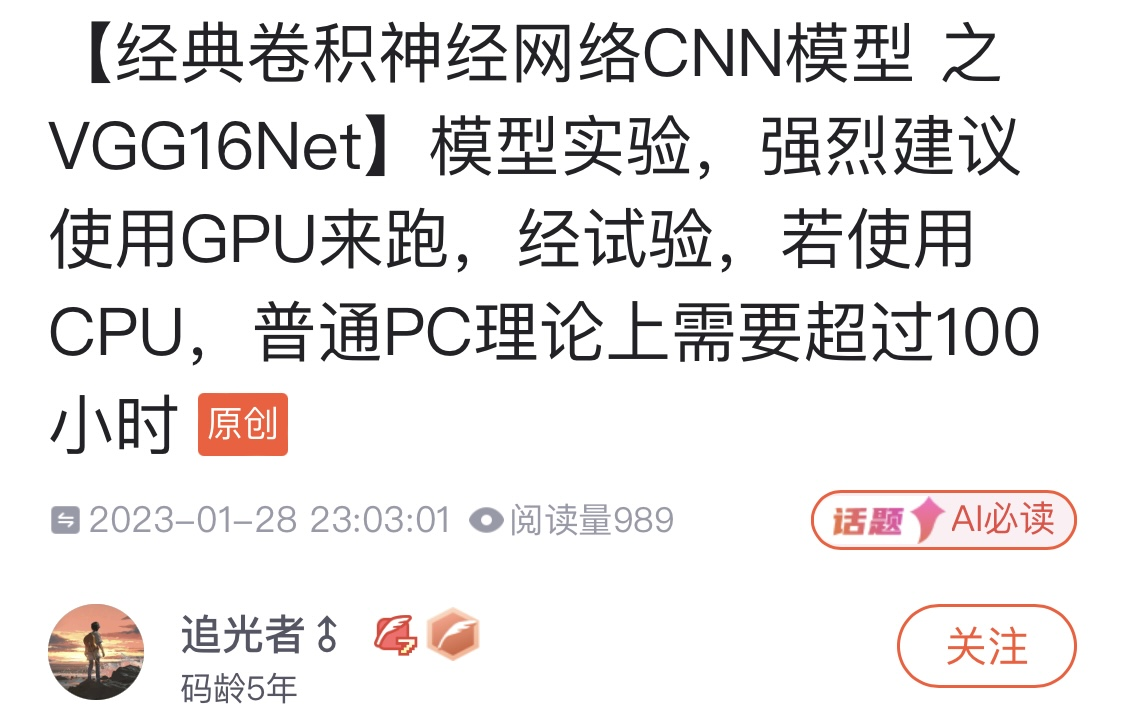 【经典卷积神经网络CNN模型 之
VGG16Net】模型实验，强烈建议
使用GPU来跑，经试验，若使用
CPU，普通PC理论上需要超过100
小时 原创
2023-01-28 23:03:01 阅读量989 话题 AI必读
追光者♂ 关注
码龄5年